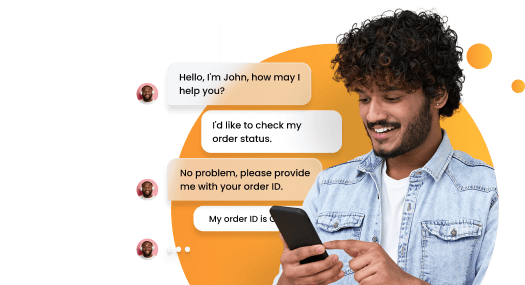 Hello, I'm John, how may I
help you?
I'd like to check my
order status.
No problem, please provide
me with your order ID.
My order ID is